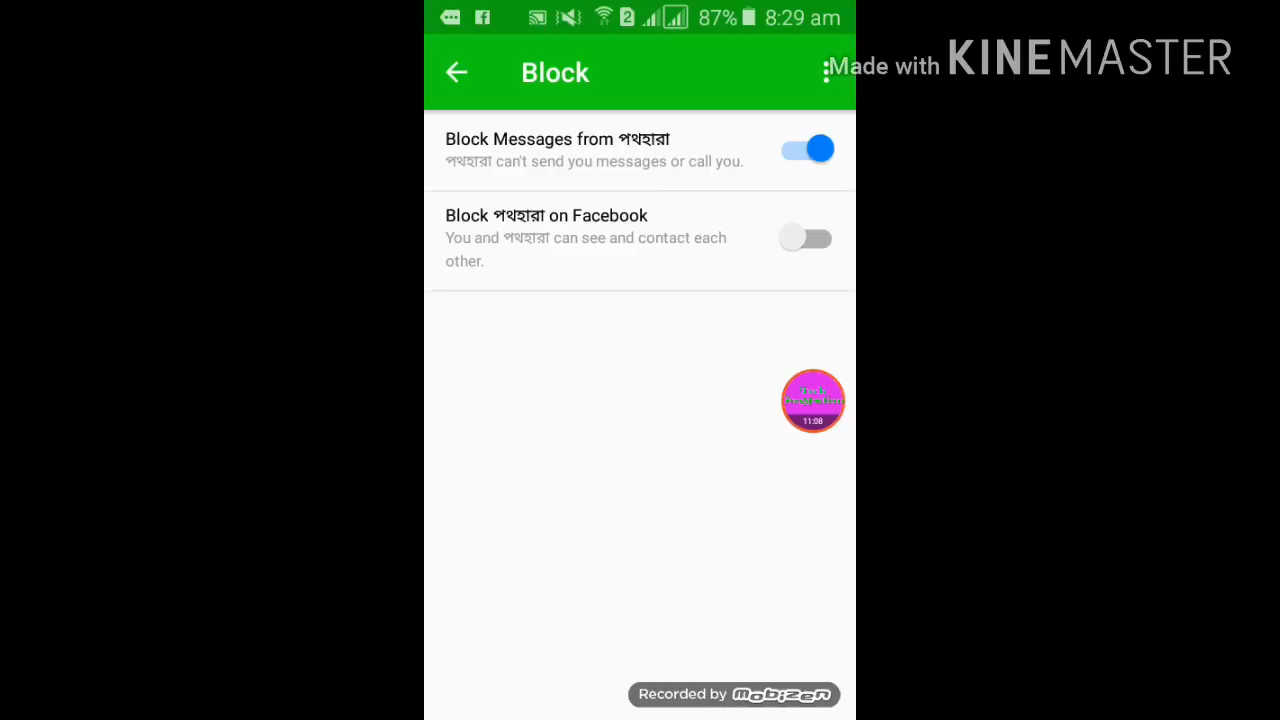 2 87% 8:29 am
Block
Made with KINEMASTER
Block Messages from পথহারা
পথহারা can't send you messages or call you.
Block পথহারা on Facebook
You and পথহারা can see and contact each
other.
Tech
11:08
Recorded by mobizen